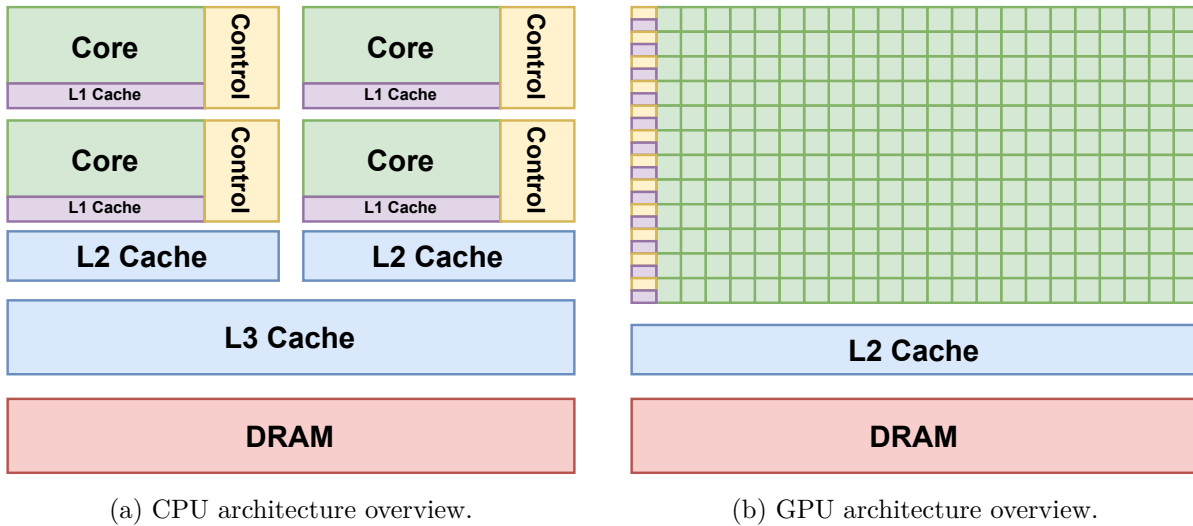 Core
Control
L1 Cache
Core
Control
L1 Cache
Core
Control
L1 Cache
Core
Control
L1 Cache
L2 Cache
L2 Cache
L3 Cache
DRAM
(a) CPU architecture overview.
L2 Cache
DRAM
(b) GPU architecture overview.